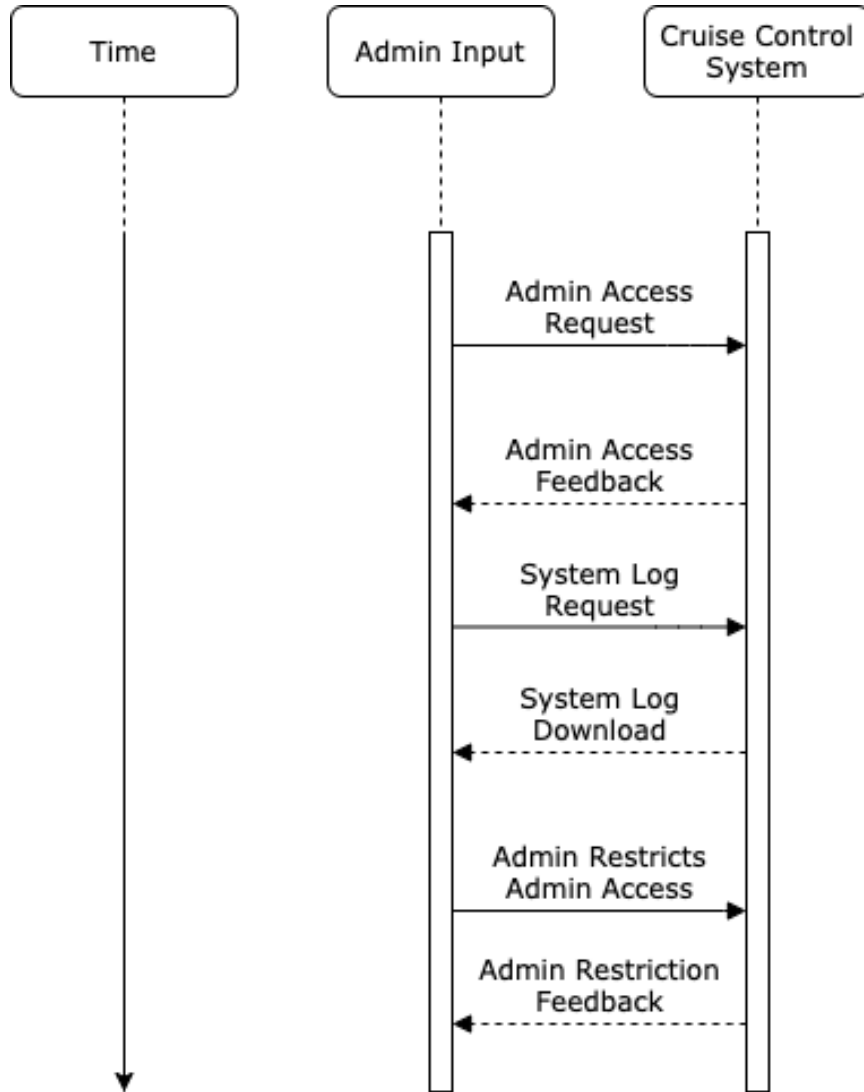 Time
Admin Input
Cruise Control
System
Admin Access
Request
Admin Access
Feedback
System Log
Request
System Log
Download
Admin Restricts
Admin Access
Admin Restriction
Feedback